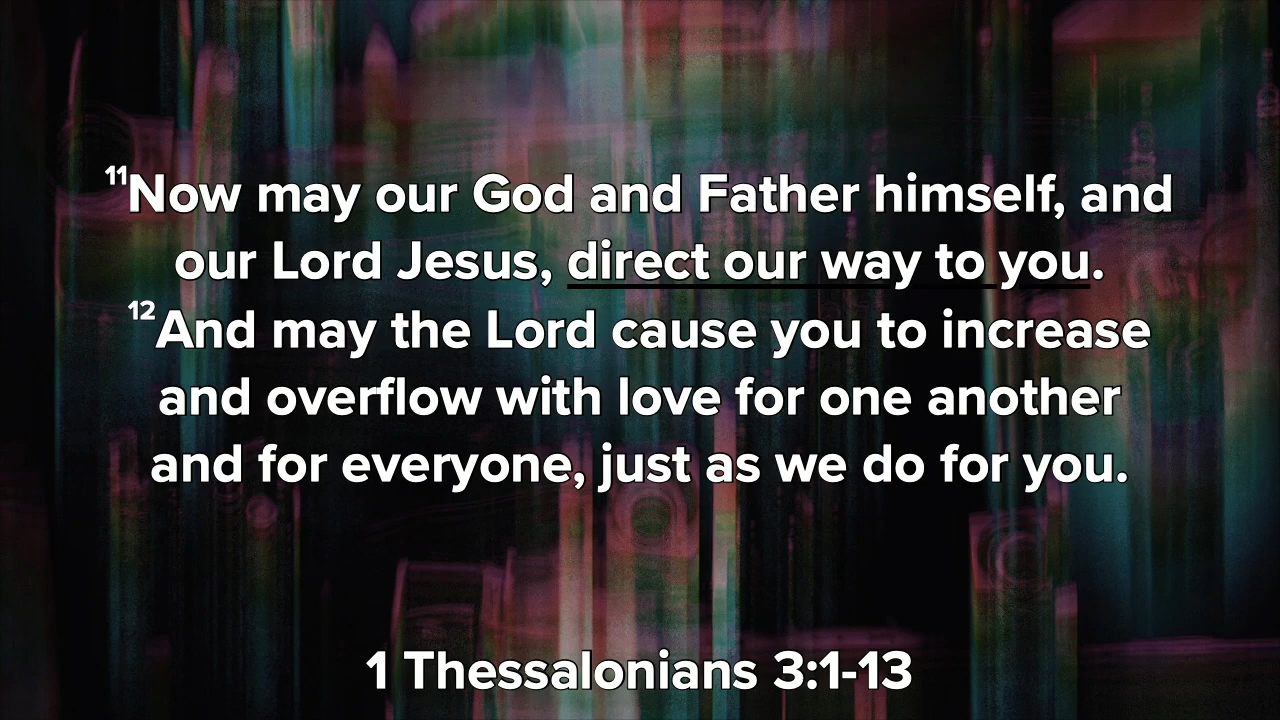 11Now may our God and Father himself, and
our Lord Jesus, direct our way to you.
12And may the Lord cause you to increase
and overflow with love for one another
and for everyone, just as we do for you.
1 Thessalonians 3:1-13